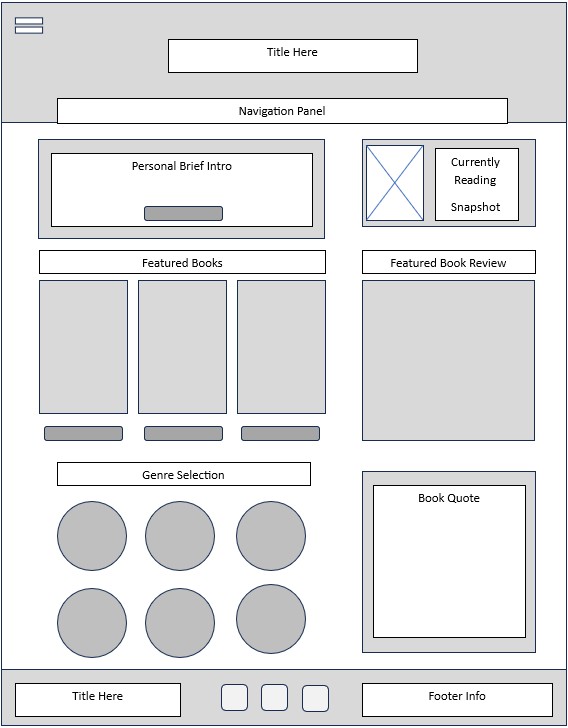 Title Here
Navigation Panel
Personal Brief Intro
Currently
Reading
Snapshot
Featured Books
Featured Book Review
Genre Selection
Book Quote
Title Here
Footer Info